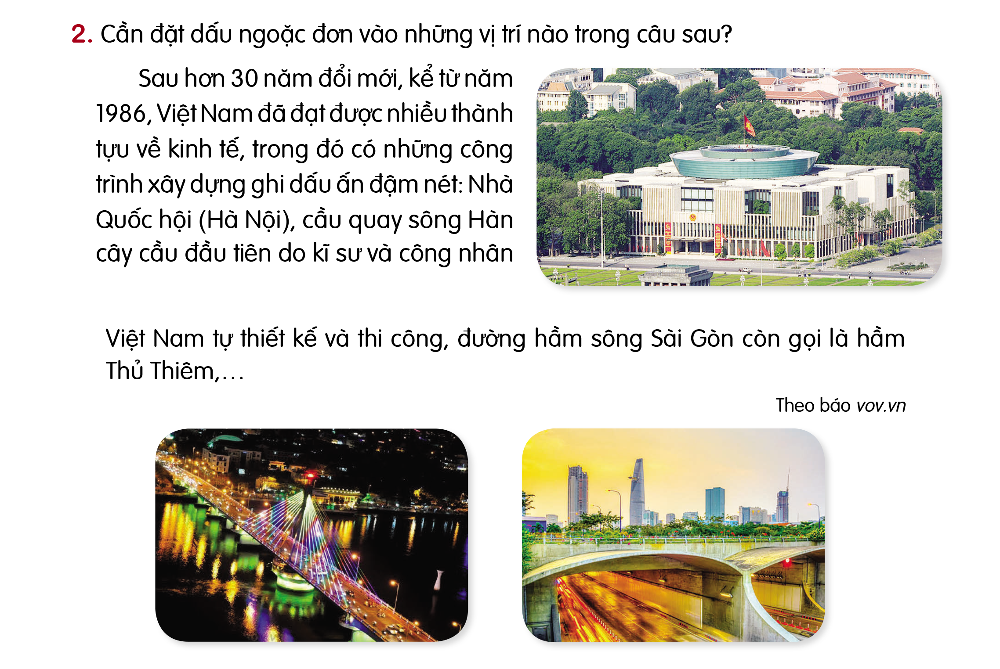 2. Cần đặt dấu ngoặc đơn vào những vị trí nào trong câu sau?
Sau hơn 30 năm đổi mới, kể từ năm
1986, Việt Nam đã đạt được nhiều thành
tựu về kinh tế, trong đó có những công
trình xây dựng ghi dấu ấn đậm nét: Nhà
Quốc hội (Hà Nội), cầu quay sông Hàn
cây cầu đầu tiên do kĩ sư và công nhân
Việt Nam tự thiết kế và thi công, đường hầm sông Sài Gòn còn gọi là hầm
Thủ Thiêm,...
Theo báo vov.vn